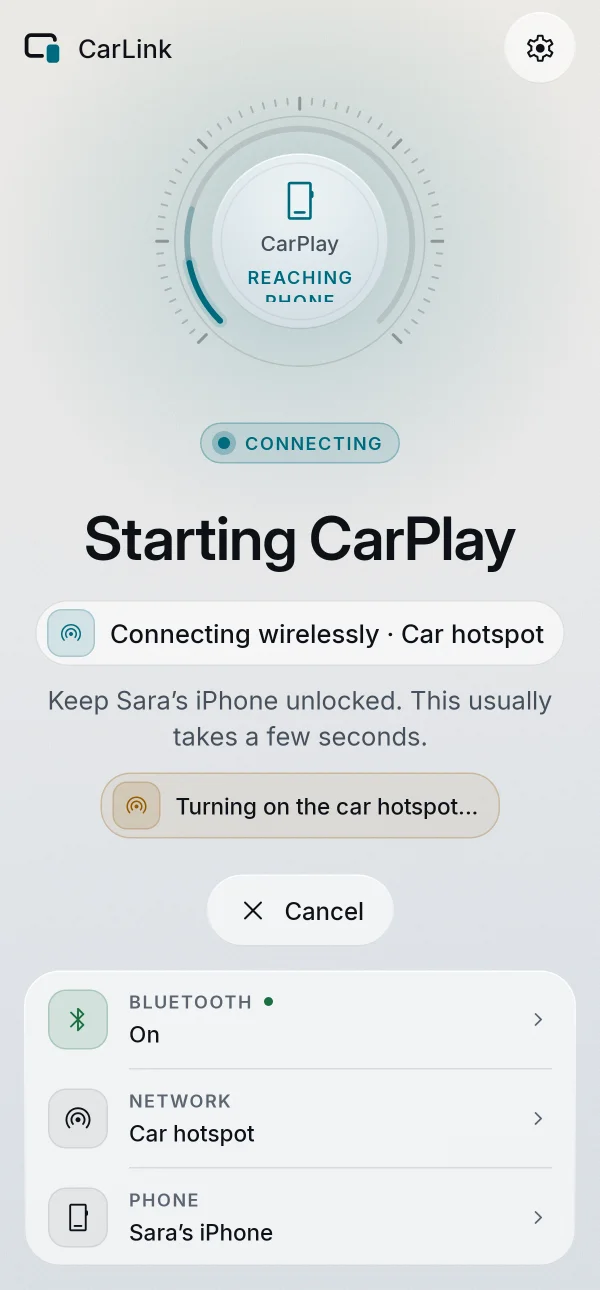 CarLink
CarPlay
REACHING
PHONE
CONNECTING
Starting CarPlay
Connecting wirelessly · Car hotspot
Keep Sara’s iPhone unlocked. This usually
takes a few seconds.
Turning on the car hotspot…
Cancel
BLUETOOTH
On
NETWORK
Car hotspot
PHONE
Sara’s iPhone